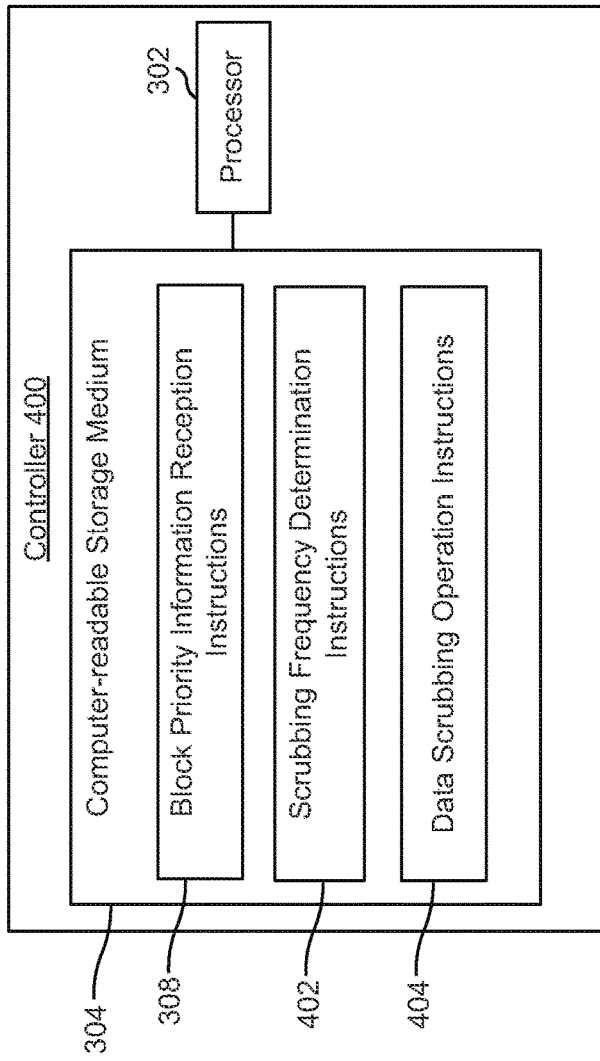 Controller 400
Computer-readable Storage Medium
Block Priority Information Reception
Instructions
Scrubbing Frequency Determination
Instructions
Data Scrubbing Operation Instructions
Processor
302
304
308
402
404